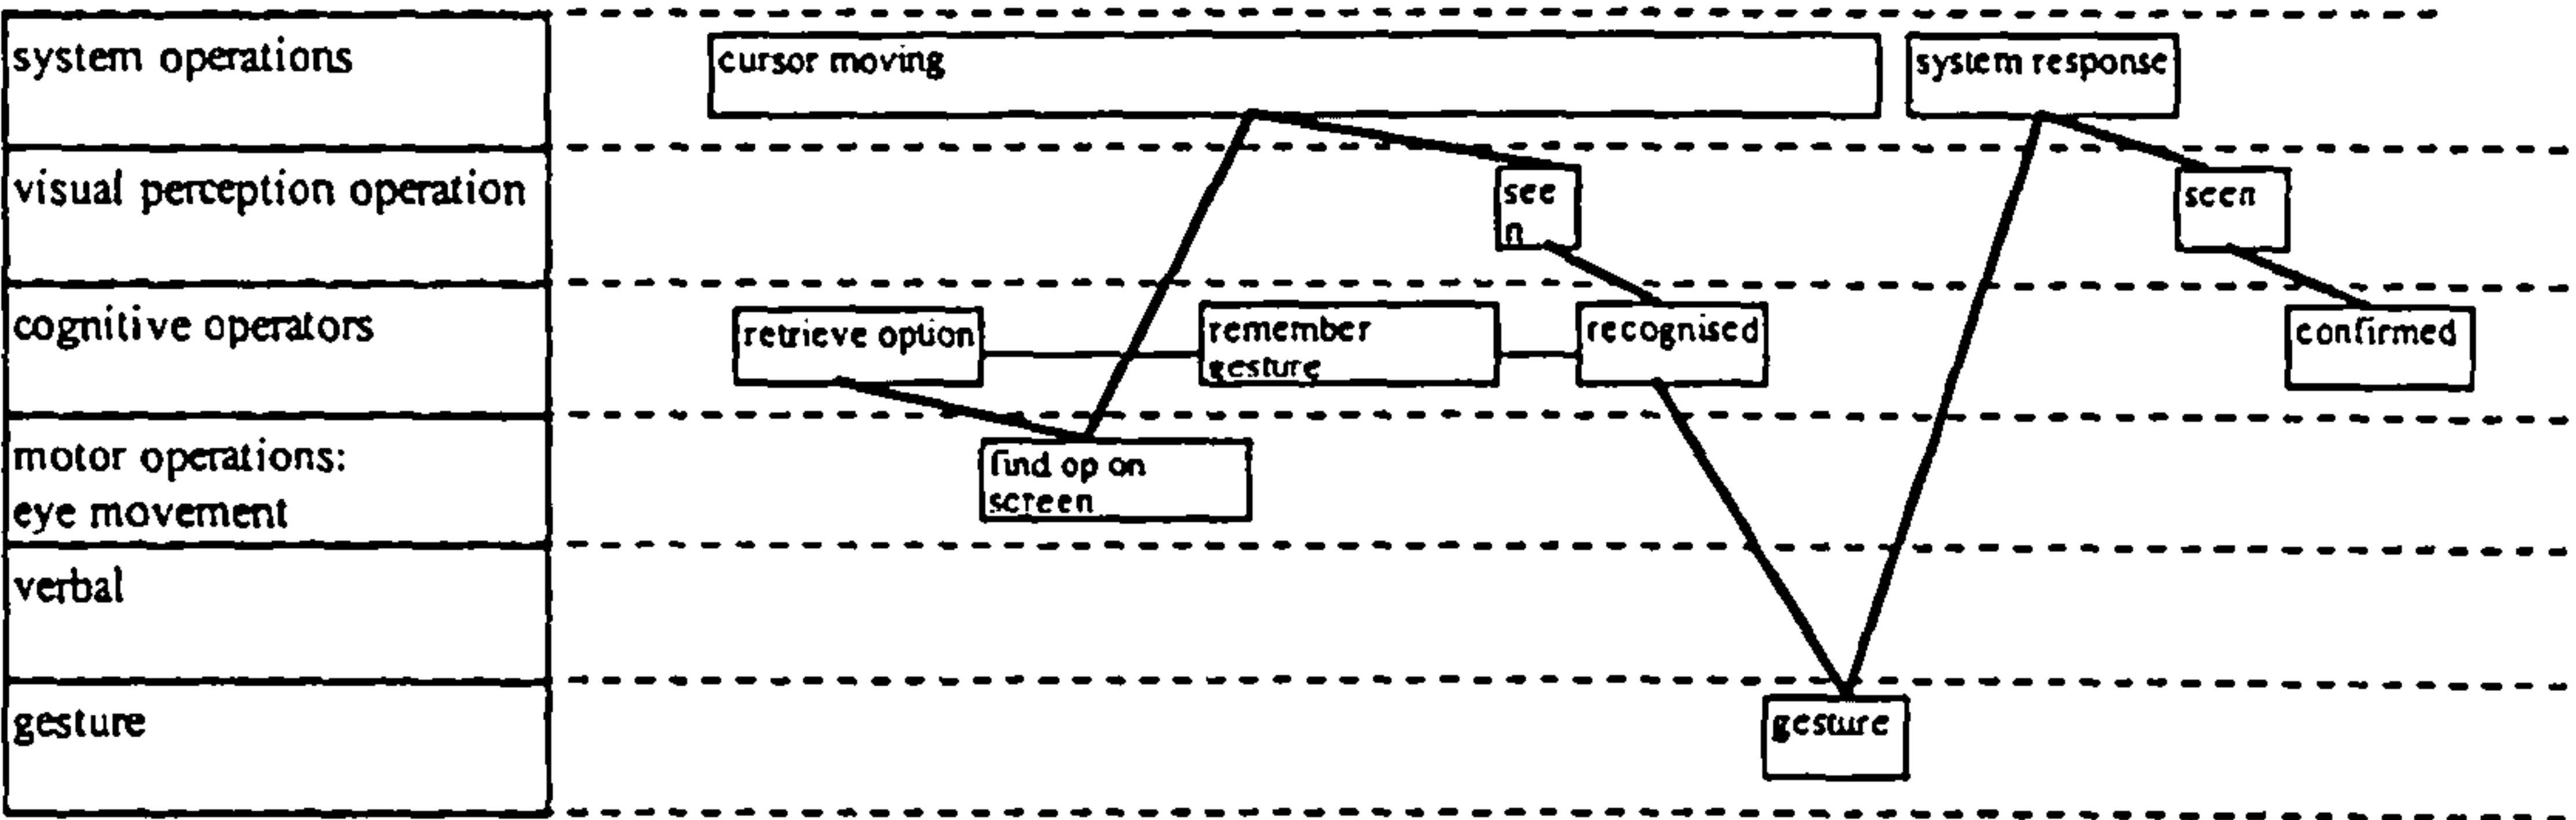 system operations
cursor moving
system response
visual perception operation
see
n
seen
cognitive operators
retrieve option
remember
gesture
recognised
confirmed
motor operations:
eye movement
find op on
screen
verbal
gesture
gesture